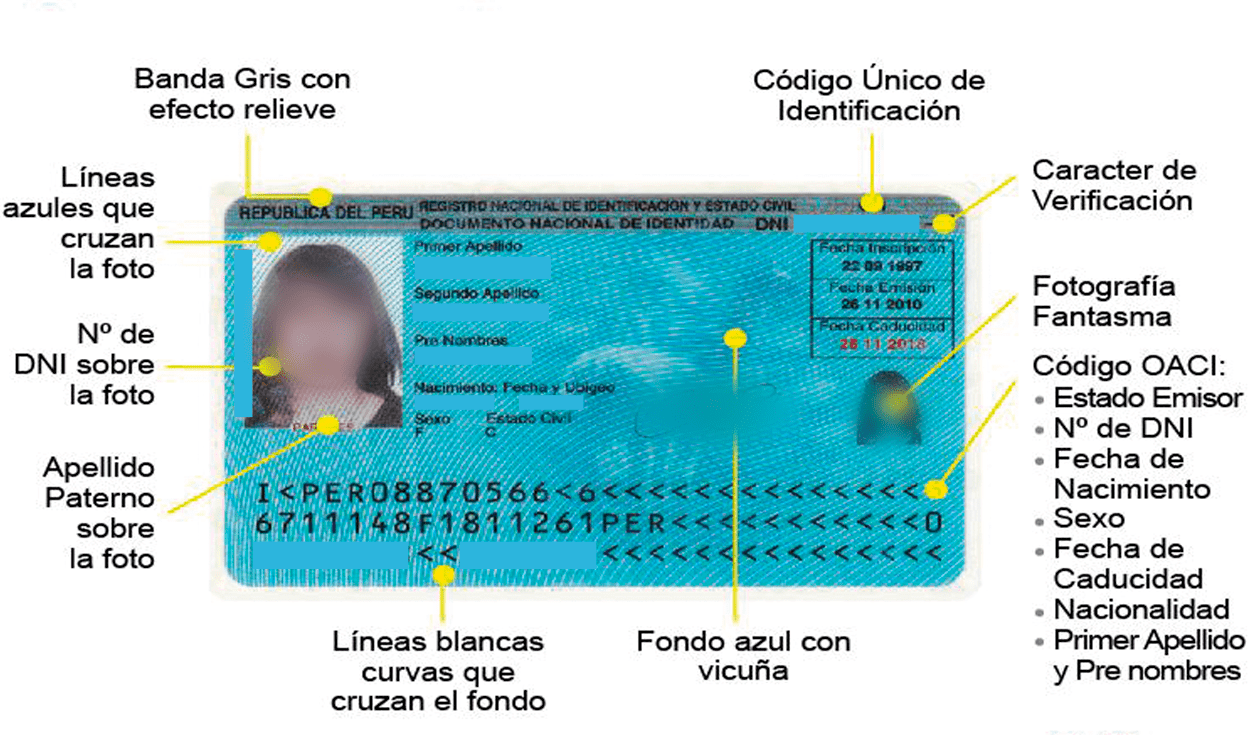 Banda Gris con
efecto relieve
Código Único de
Identificación
Líneas
azules que
cruzan
la foto
Caracter de
Verificación
Nº de
DNI sobre
la foto
Fotografía
Fantasma
Apellido
Paterno
sobre
la foto
Código OACI:
• Estado Emisor
• Nº de DNI
• Fecha de
Nacimiento
• Sexo
• Fecha de
Caducidad
• Nacionalidad
• Primer Apellido
y Pre nombres
REPUBLICA DEL PERU
REGISTRO NACIONAL DE IDENTIFICACION Y ESTADO CIVIL
DOCUMENTO NACIONAL DE IDENTIDAD DNI
Primer Apellido
Segundo Apellido
Pre Nombres
Nacimiento: Fecha y Ubigeo
Sexo Estado Civil
F C
Fecha Inscripción
22 09 1997
Fecha Emisión
26 11 2010
Fecha Caducidad
26 11 2018
I<PER08870566<6<<<<<<<<<<<<<<<
6711148F1811261PER<<<<<<<<<<<0
<< <<<<<<<<<<<<<<
Líneas blancas
curvas que
cruzan el fondo
Fondo azul con
vicuña